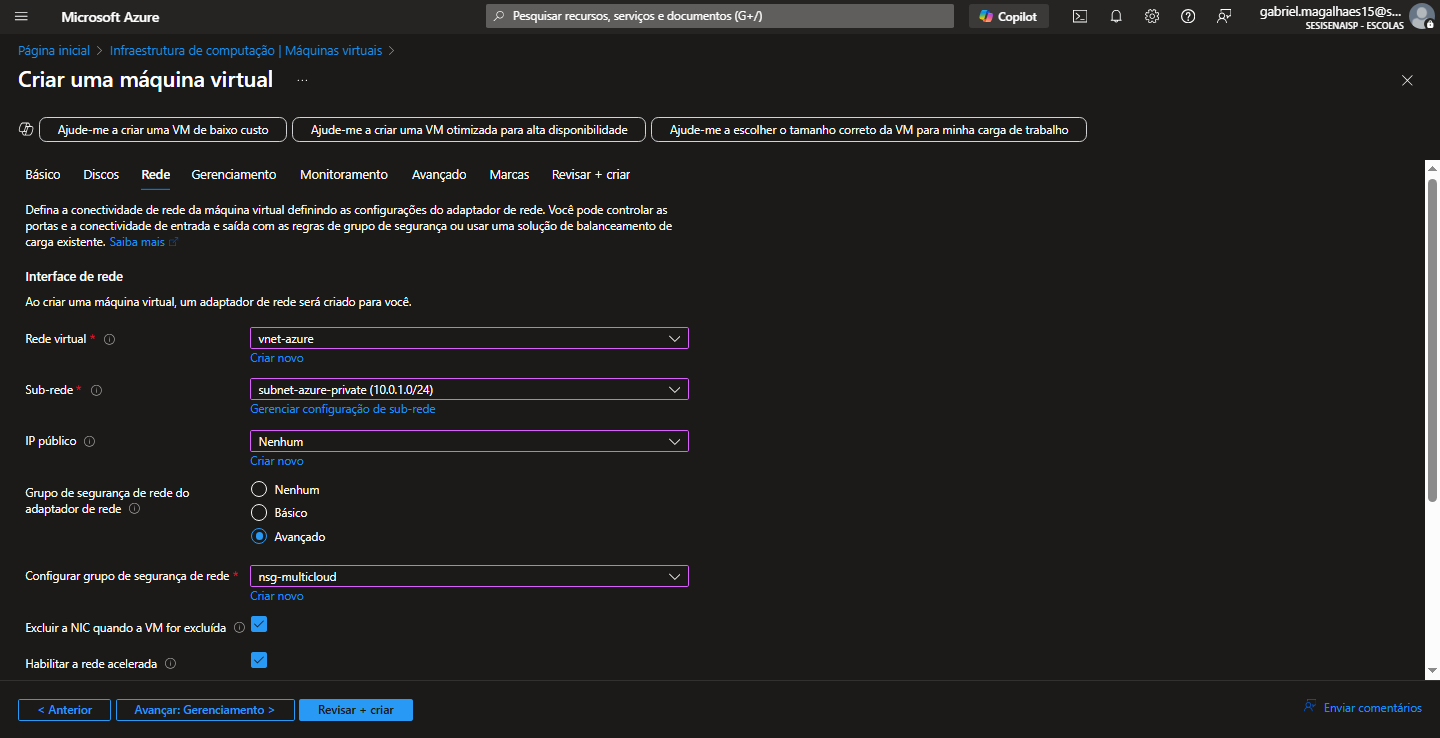 Microsoft Azure
Pesquisar recursos, serviços e documentos (G+/)
Copilot
gabriel.magalhaes15@s...
SESISENAISP - ESCOLAS
Página inicial > Infraestrutura de computação | Máquinas virtuais >
Criar uma máquina virtual ...
Ajude-me a criar uma VM de baixo custo
Ajude-me a criar uma VM otimizada para alta disponibilidade
Ajude-me a escolher o tamanho correto da VM para minha carga de trabalho
Básico Discos Rede Gerenciamento Monitoramento Avançado Marcas Revisar + criar
Defina a conectividade de rede da máquina virtual definindo as configurações do adaptador de rede. Você pode controlar as
portas e a conectividade de entrada e saída com as regras de grupo de segurança ou usar uma solução de balanceamento de
carga existente. Saiba mais
Interface de rede
Ao criar uma máquina virtual, um adaptador de rede será criado para você.
Rede virtual *
vnet-azure
Criar novo
Sub-rede *
subnet-azure-private (10.0.1.0/24)
Gerenciar configuração de sub-rede
IP público
Nenhum
Criar novo
Grupo de segurança de rede do
adaptador de rede
Nenhum
Básico
Avançado
Configurar grupo de segurança de rede *
nsg-multicloud
Criar novo
Excluir a NIC quando a VM for excluída
Habilitar a rede acelerada
< Anterior
Avançar: Gerenciamento >
Revisar + criar
Enviar comentários